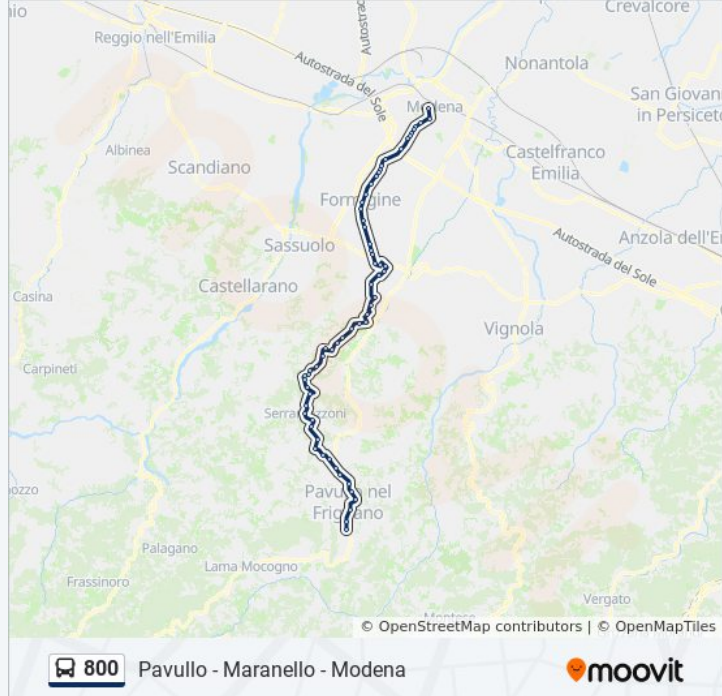 Crevalcore
Reggio nell'Emilia
Autostrada del Sole
Nonantola
Modena
San Giovan
in Persiceto
Albinea
Scandiano
Castelfranco
Emilia
Formigine
Sassuolo
Autostrada del Sole
Anzola dell'E
Castellarano
Casina
Vignola
Carpineti
Serramazzoni
Pavullo nel
Frignano
Palagano
Lama Mocogno
Frassinoro
Vergato
© OpenStreetMap contributors | © OpenMapTiles
800 Pavullo - Maranello - Modena
moovit